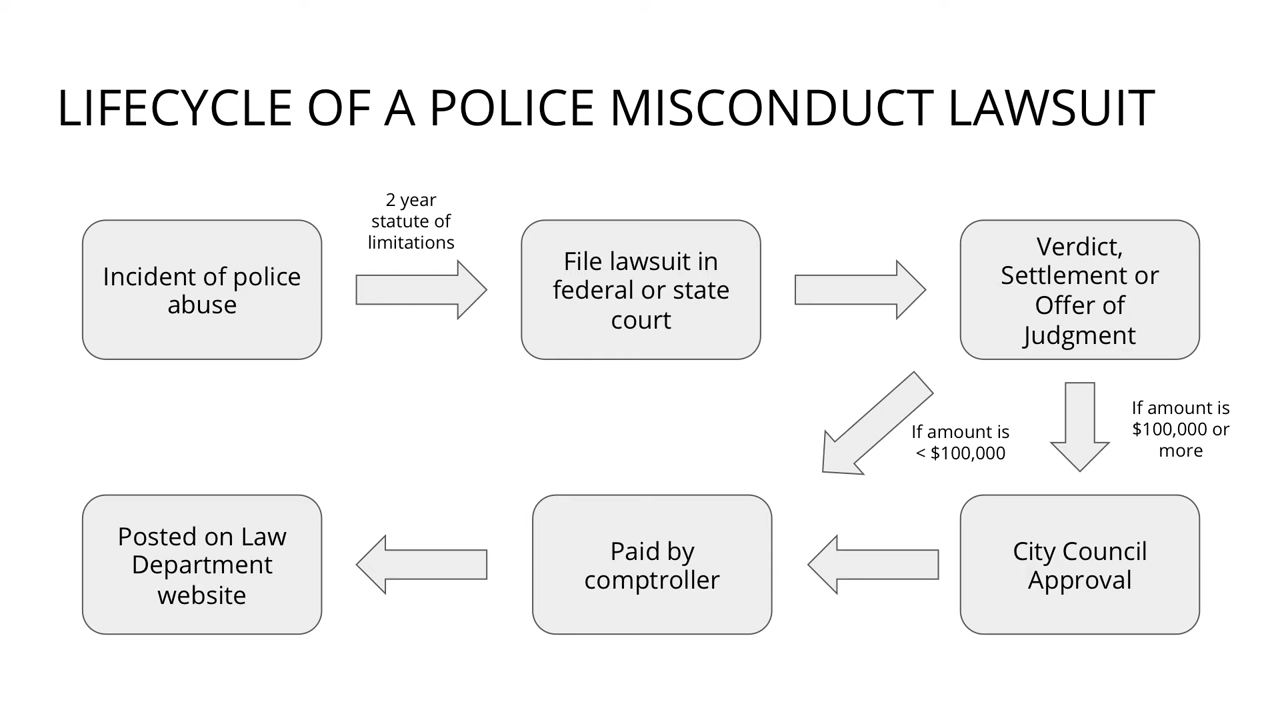 LIFECYCLE OF A POLICE MISCONDUCT LAWSUIT
Incident of police
abuse
2 year
statute of
limitations
File lawsuit in
federal or state
court
Verdict,
Settlement or
Offer of
Judgment
If amount is
< $100,000
If amount is
$100,000 or
more
City Council
Approval
Paid by
comptroller
Posted on Law
Department
website